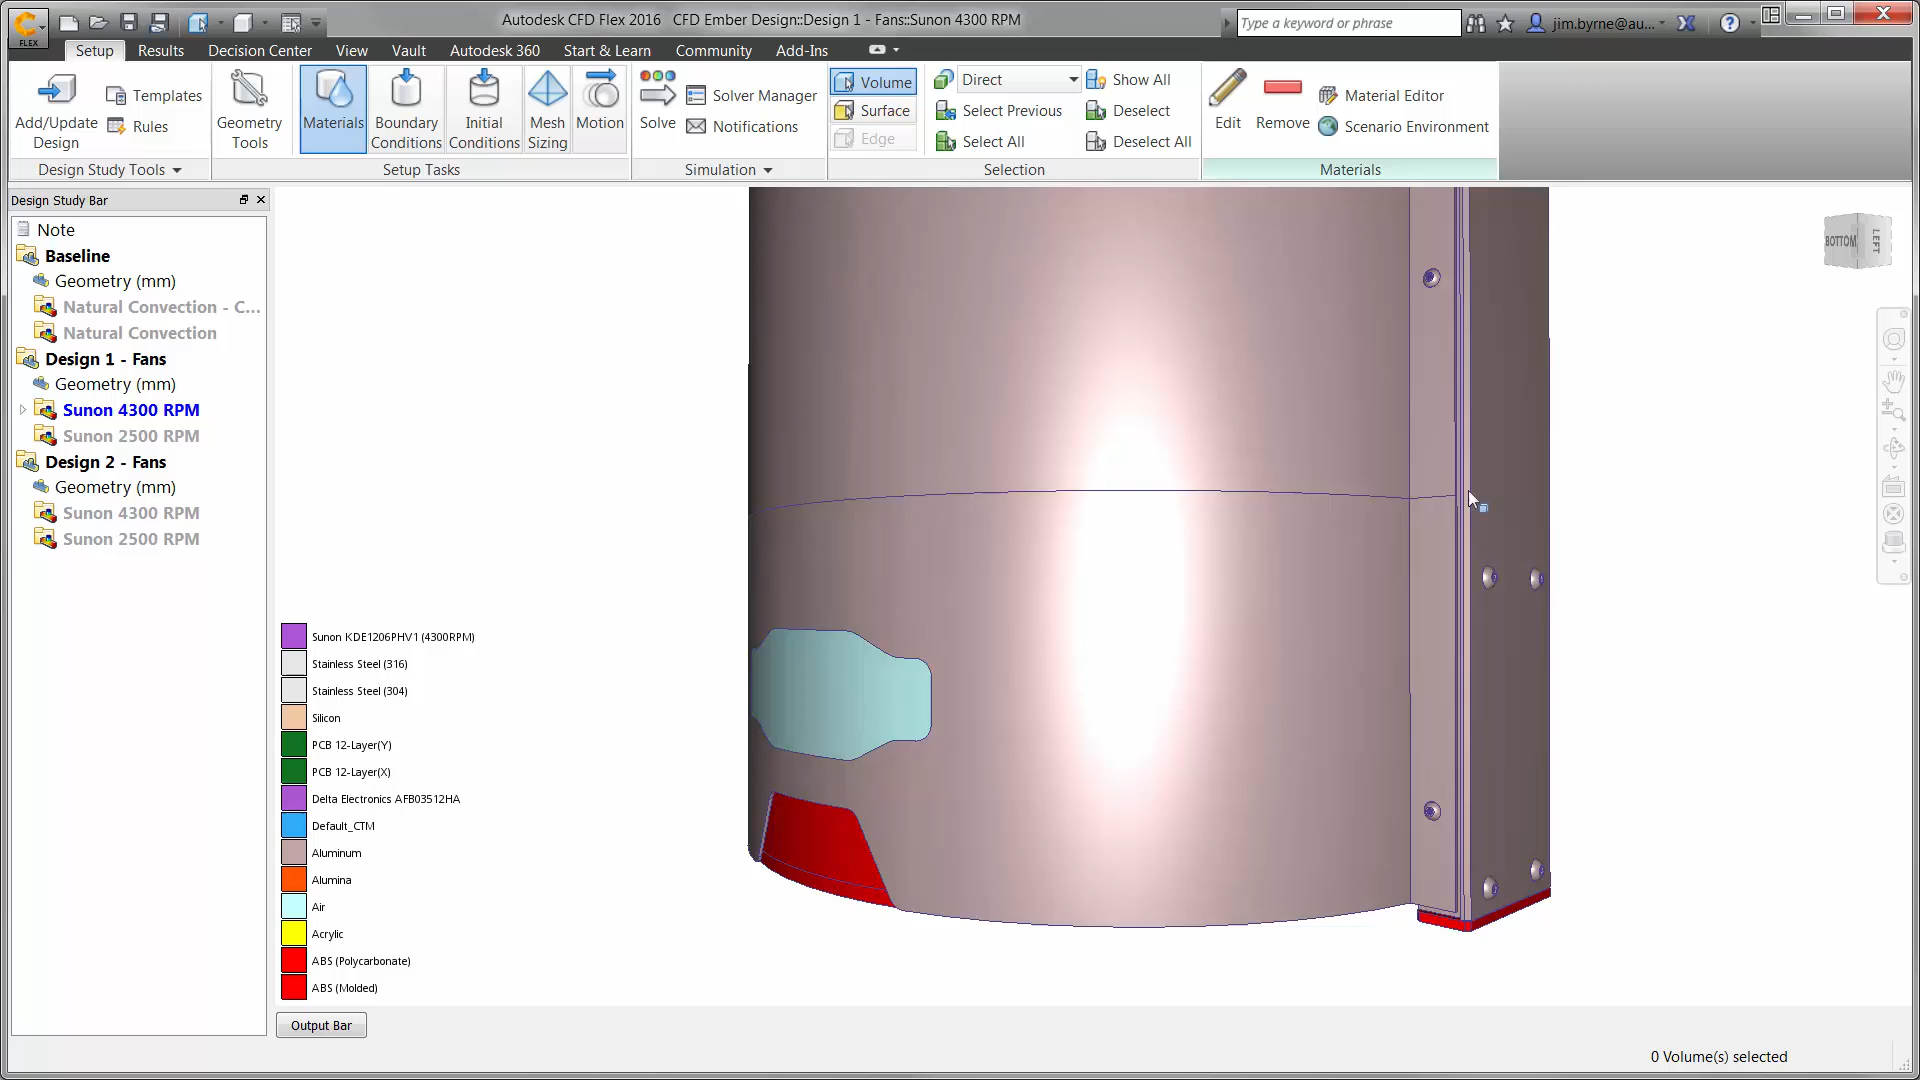 Autodesk CFD Flex 2016 CFD Ember Design::Design 1 - Fans::Sunon 4300 RPM
Type a keyword or phrase
jim.byrne@au...
FLEX
Setup Results Decision Center View Vault Autodesk 360 Start & Learn Community Add-Ins
Add/Update Design
Templates
Rules
Design Study Tools
Geometry Tools
Materials
Boundary Conditions
Initial Conditions
Mesh Sizing
Motion
Setup Tasks
Solve
Solver Manager
Notifications
Simulation
Volume
Surface
Edge
Direct
Select Previous
Select All
Show All
Deselect
Deselect All
Selection
Edit
Remove
Material Editor
Scenario Environment
Materials
Design Study Bar
Note
Baseline
Geometry (mm)
Natural Convection - C...
Natural Convection
Design 1 - Fans
Geometry (mm)
Sunon 4300 RPM
Sunon 2500 RPM
Design 2 - Fans
Geometry (mm)
Sunon 4300 RPM
Sunon 2500 RPM
BOTTOM
LEFT
Sunon KDE1206PHV1 (4300RPM)
Stainless Steel (316)
Stainless Steel (304)
Silicon
PCB 12-Layer(Y)
PCB 12-Layer(X)
Delta Electronics AFB03512HA
Default_CTM
Aluminum
Alumina
Air
Acrylic
ABS (Polycarbonate)
ABS (Molded)
Output Bar
0 Volume(s) selected